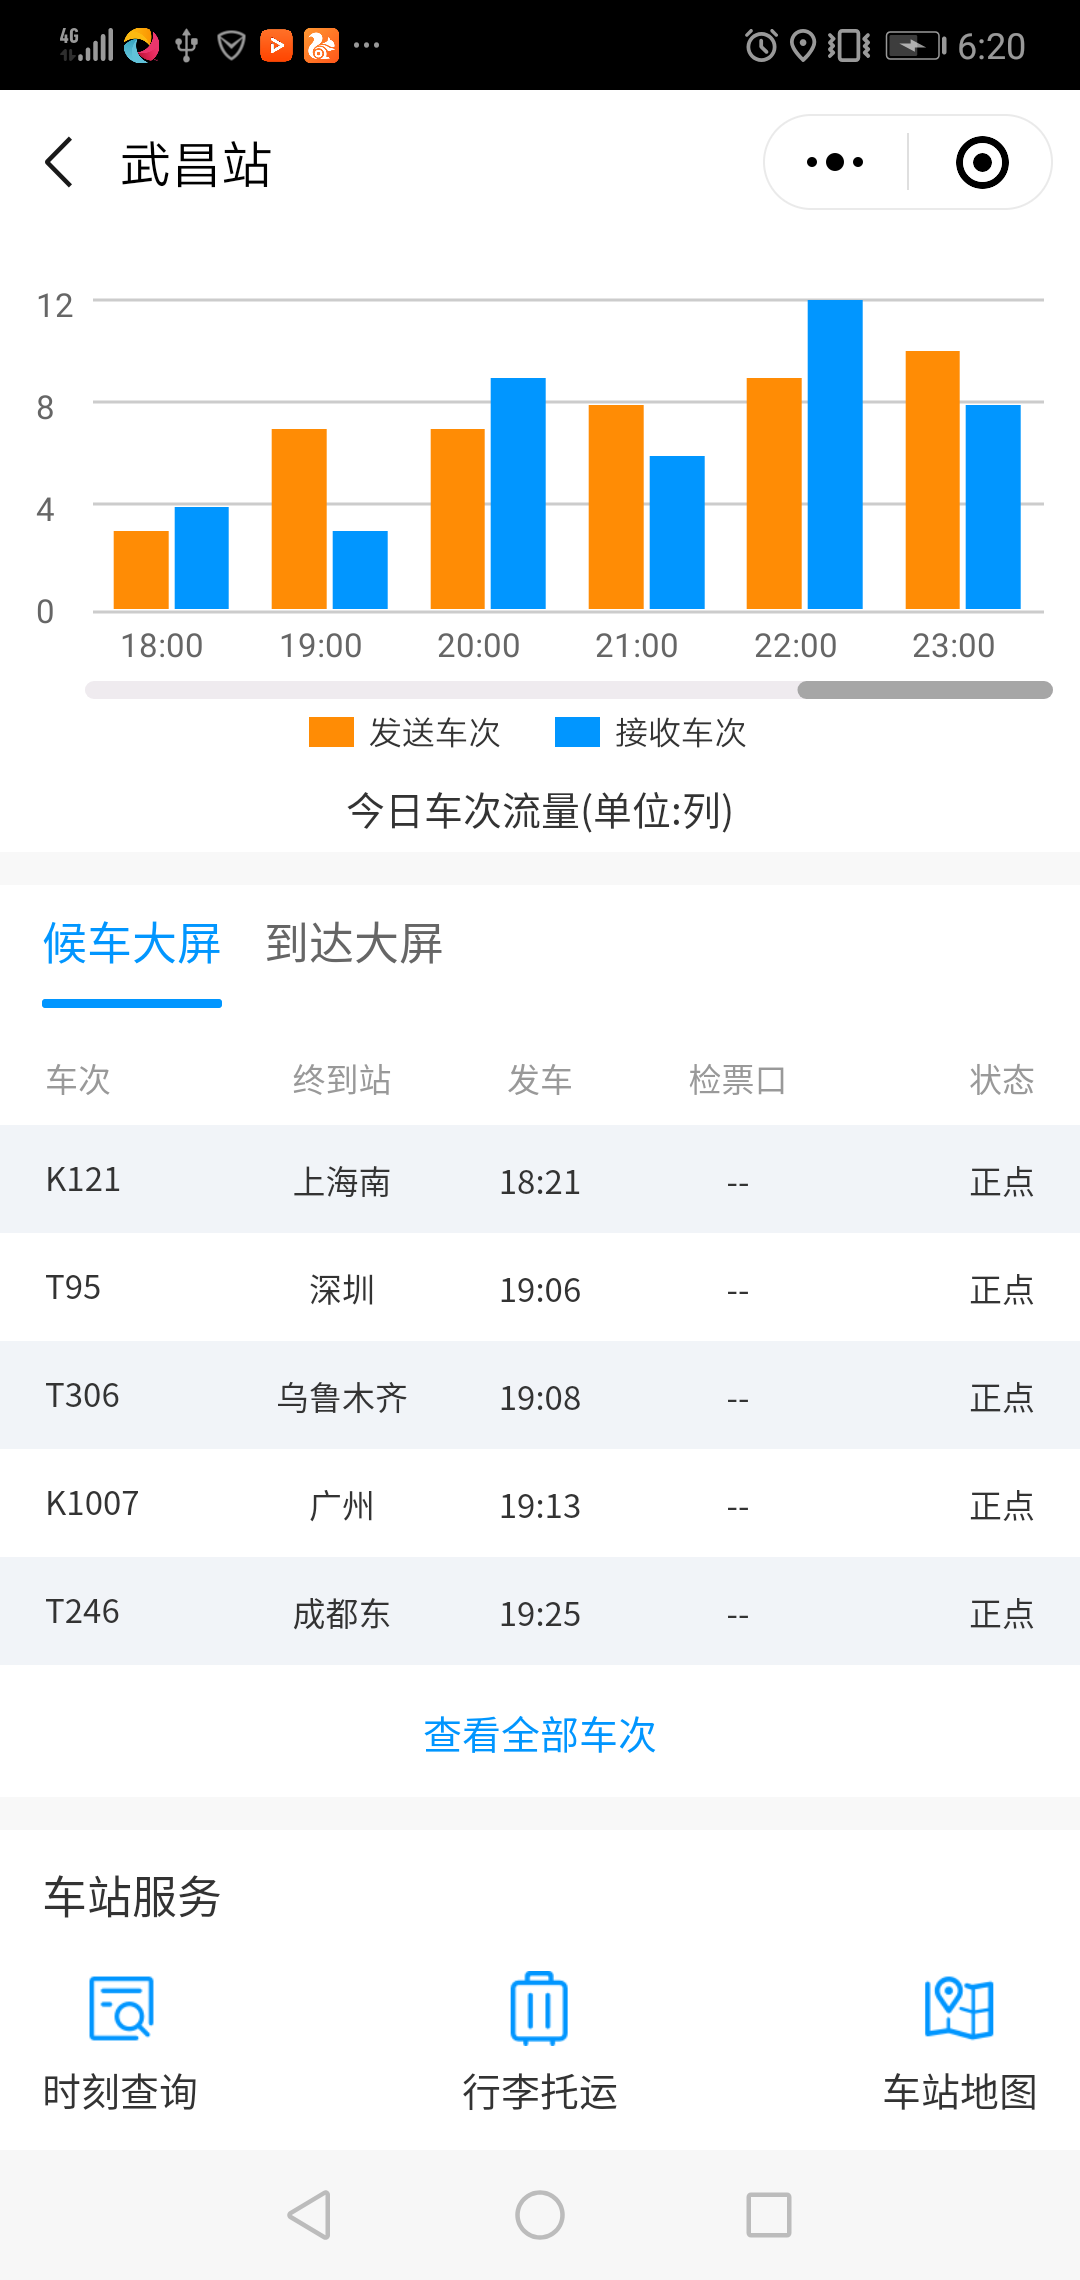 4G 6:20
武昌站
12
8
4
0
18:00 19:00 20:00 21:00 22:00 23:00
发送车次 接收车次
今日车次流量(单位:列)
候车大屏 到达大屏
车次 终到站 发车 检票口 状态
K121 上海南 18:21 -- 正点
T95 深圳 19:06 -- 正点
T306 乌鲁木齐 19:08 -- 正点
K1007 广州 19:13 -- 正点
T246 成都东 19:25 -- 正点
查看全部车次
车站服务
时刻查询 行李托运 车站地图